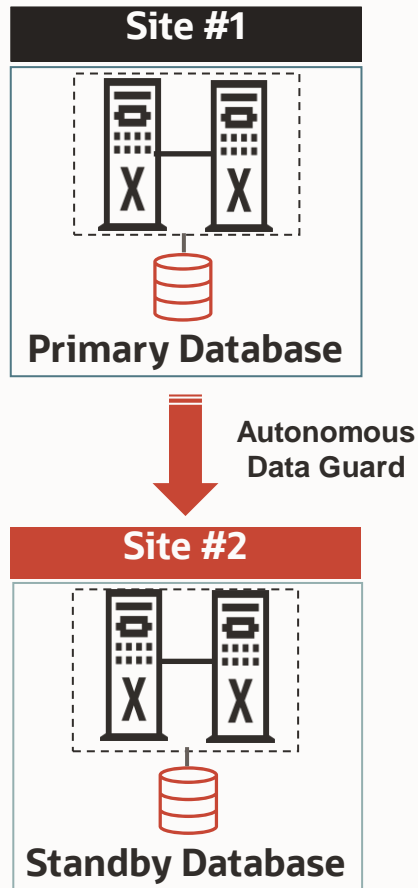 Site #1
X X
Primary Database
Autonomous
Data Guard
Site #2
X X
Standby Database